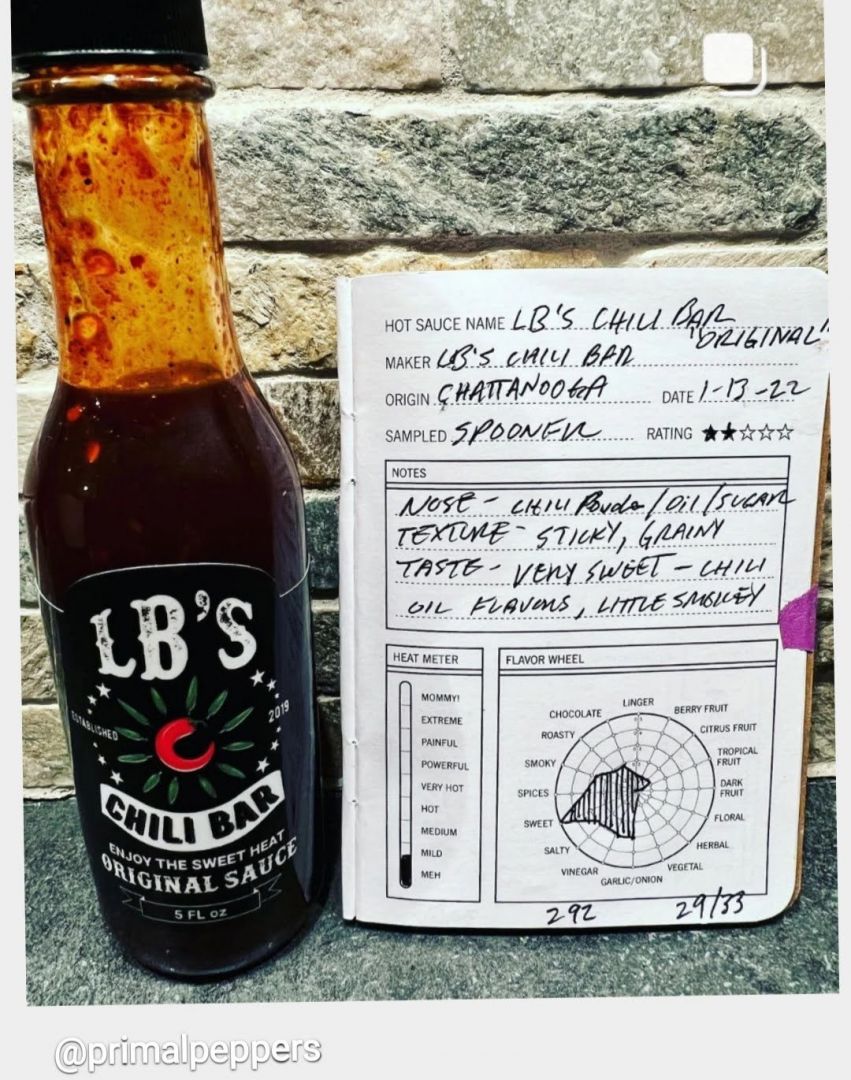 LB'S
ESTABLISHED
2019
CHILI BAR
ENJOY THE SWEET HEAT
ORIGINAL SAUCE
5 FL OZ
HOT SAUCE NAME LB'S CHILI BAR
"ORIGINAL"
MAKER LB'S CHILI BAR
ORIGIN CHATTANOOGA DATE 1-13-22
SAMPLED SPOONER RATING ★★☆☆☆
NOTES
NOSE - CHILI Powder/OIL/SUGAR
TEXTURE - STICKY, GRAINY
TASTE - VERY SWEET - CHILI
OIL FLAVORS, LITTLE SMOKEY
HEAT METER
MOMMY!
EXTREME
PAINFUL
POWERFUL
VERY HOT
HOT
MEDIUM
MILD
MEH
FLAVOR WHEEL
LINGER
BERRY FRUIT
CITRUS FRUIT
TROPICAL
FRUIT
DARK
FRUIT
FLORAL
HERBAL
VEGETAL
GARLIC/ONION
VINEGAR
SALTY
SWEET
SPICES
SMOKY
ROASTY
CHOCOLATE
292 29/33
@primalpeppers